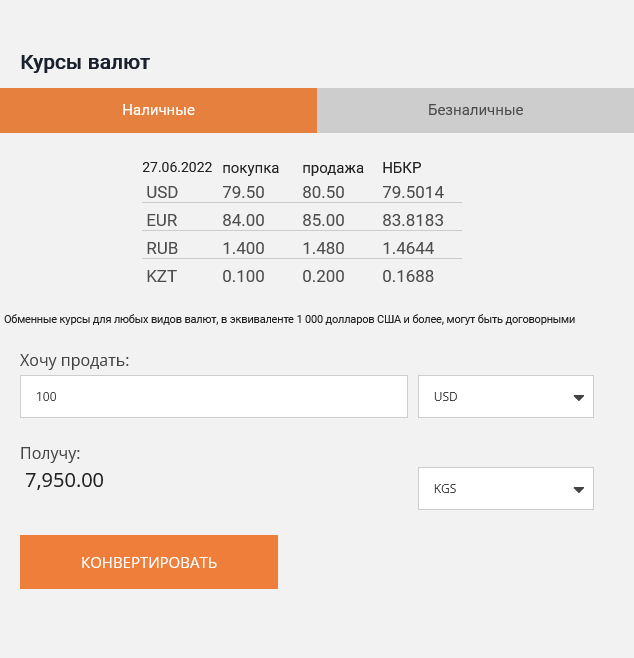 Курсы валют
Наличные Безналичные
27.06.2022 покупка продажа НБКР
USD 79.50 80.50 79.5014
EUR 84.00 85.00 83.8183
RUB 1.400 1.480 1.4644
KZT 0.100 0.200 0.1688
Обменные курсы для любых видов валют, в эквиваленте 1 000 долларов США и более, могут быть договорными
Хочу продать:
100 USD
Получу:
7,950.00
KGS
КОНВЕРТИРОВАТЬ